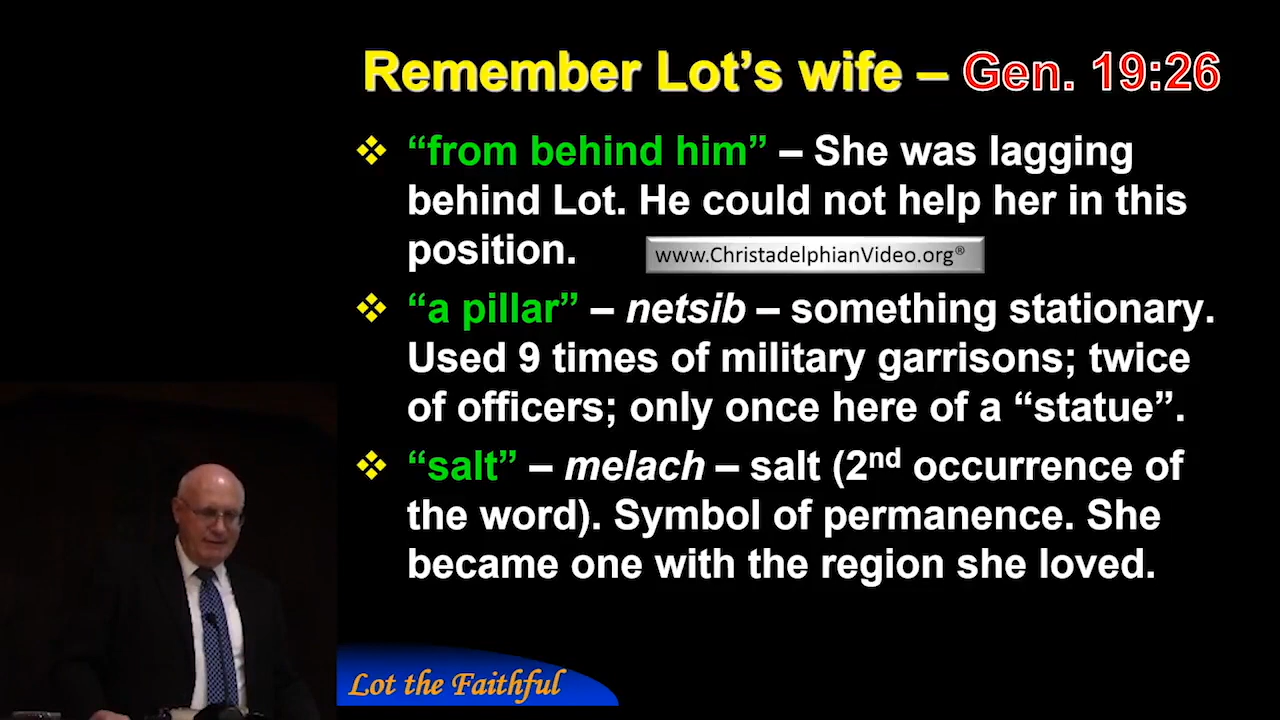 Remember Lot's wife – Gen. 19:26
❖ “from behind him” – She was lagging
behind Lot. He could not help her in this
position.
www.ChristadelphianVideo.org®
❖ “a pillar” – netsib – something stationary.
Used 9 times of military garrisons; twice
of officers; only once here of a “statue”.
❖ “salt” – melach – salt (2nd occurrence of
the word). Symbol of permanence. She
became one with the region she loved.
Lot the Faithful